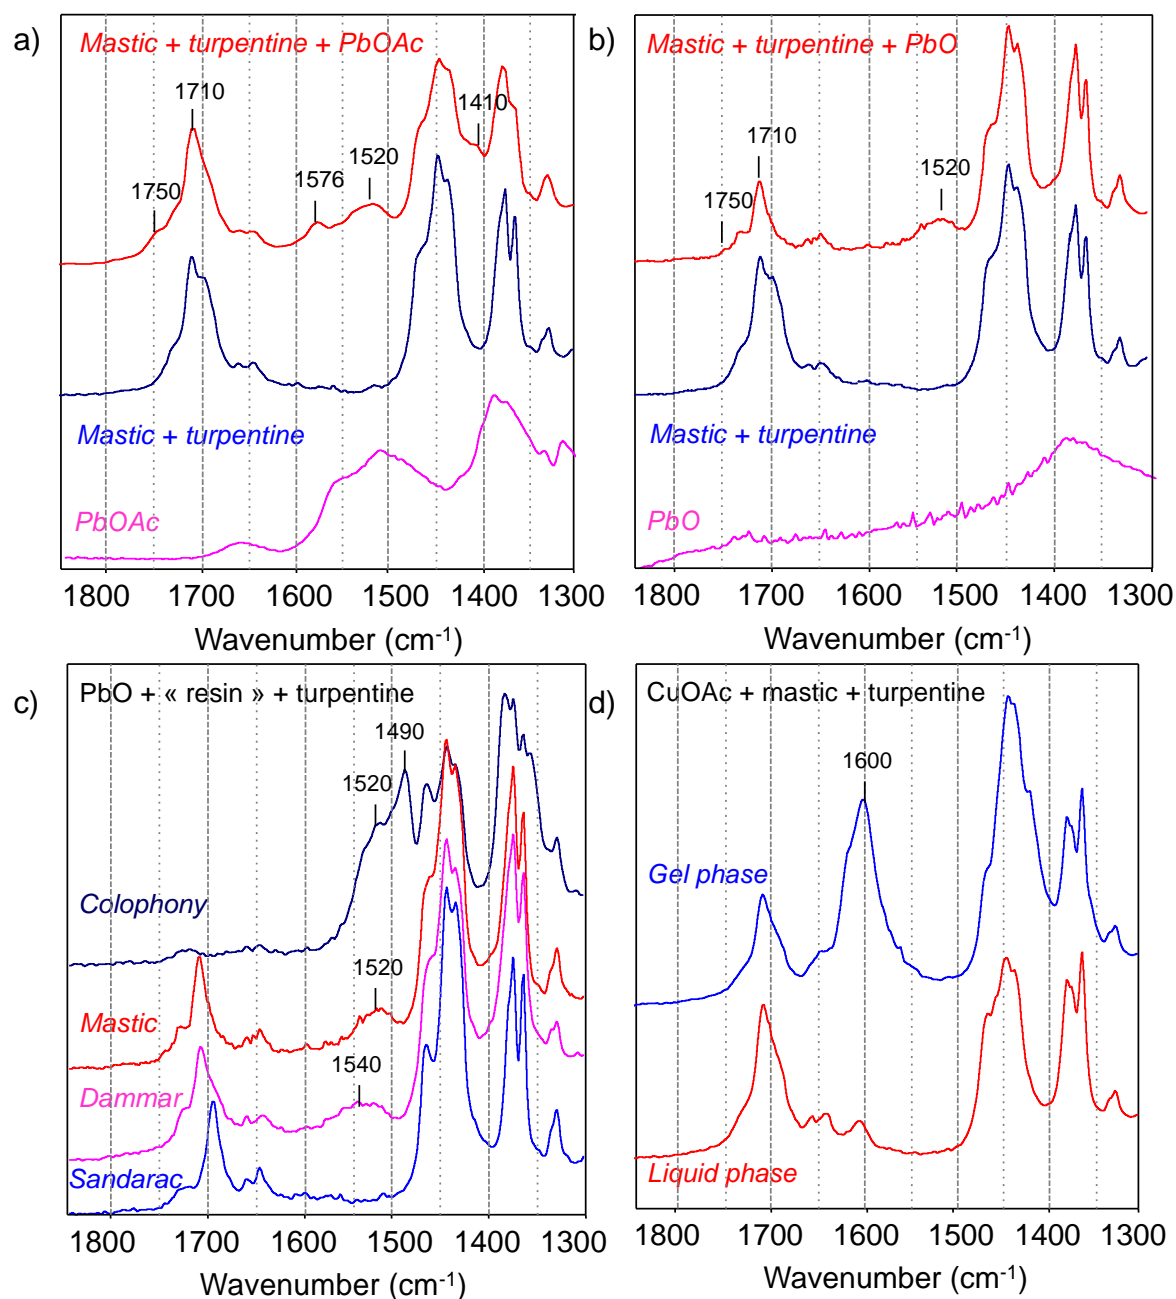 a)
Mastic + turpentine + PbOAc
1710
1410
1520
1576
1750
Mastic + turpentine
PbOAc
1800 1700 1600 1500 1400 1300
Wavenumber (cm-1)
b)
Mastic + turpentine + PbO
1710
1520
1750
Mastic + turpentine
PbO
1800 1700 1600 1500 1400 1300
Wavenumber (cm-1)
c)
PbO + « resin » + turpentine
1490
1520
Colophony
1520
Mastic
1540
Dammar
Sandarac
1800 1700 1600 1500 1400 1300
Wavenumber (cm-1)
d)
CuOAc + mastic + turpentine
1600
Gel phase
Liquid phase
1800 1700 1600 1500 1400 1300
Wavenumber (cm-1)